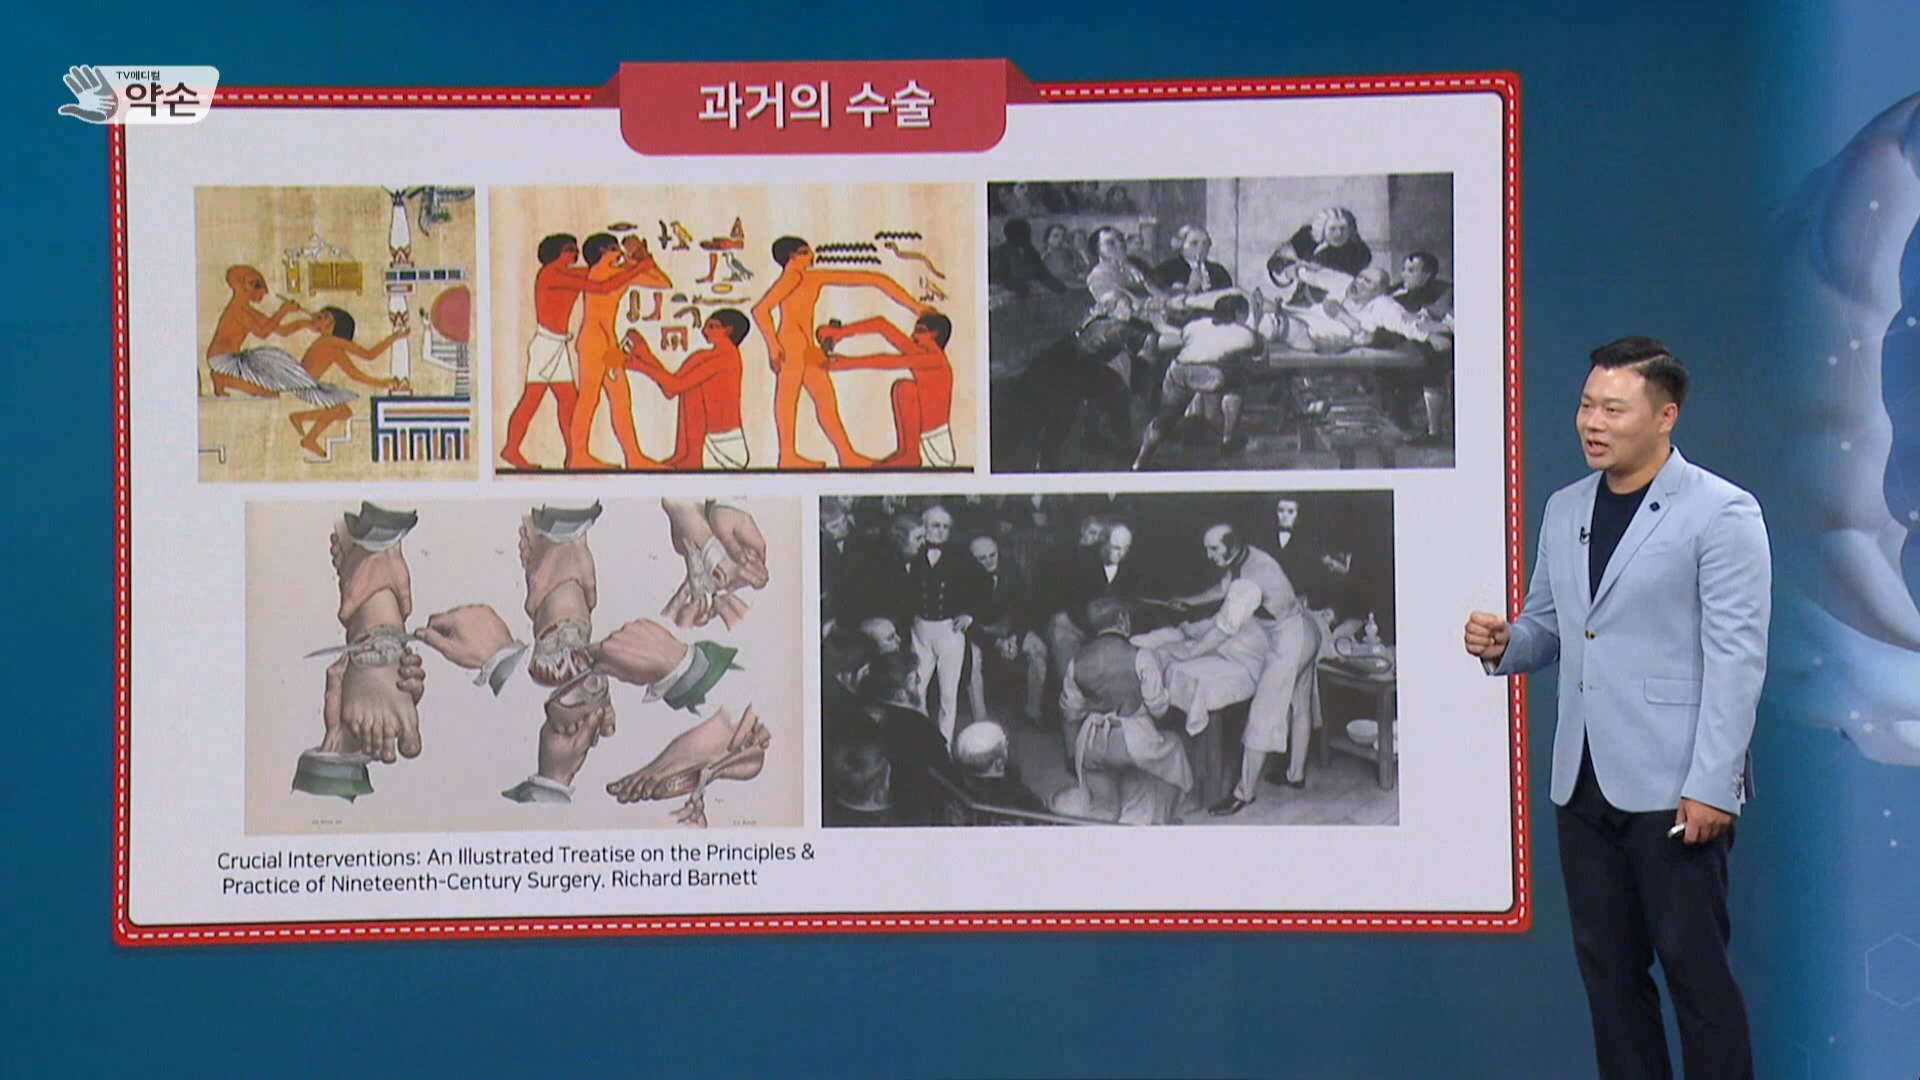 TV메디컬
약손
과거의 수술
Crucial Interventions: An Illustrated Treatise on the Principles &
Practice of Nineteenth-Century Surgery. Richard Barnett